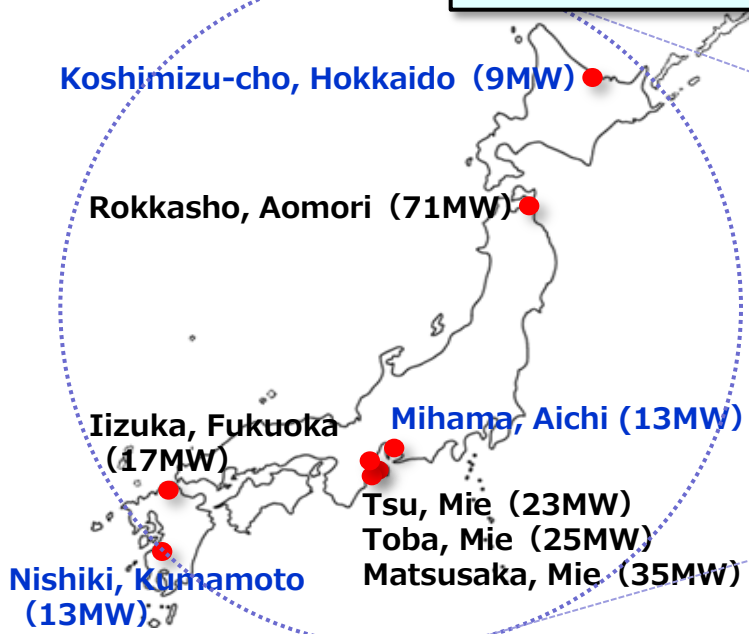 Koshimizu-cho, Hokkaido（9MW）
Rokkasho, Aomori（71MW）
Iizuka, Fukuoka
（17MW）
Mihama, Aichi (13MW)
Tsu, Mie（23MW）
Toba, Mie（25MW）
Matsusaka, Mie（35MW）
Nishiki, Kumamoto
（13MW）